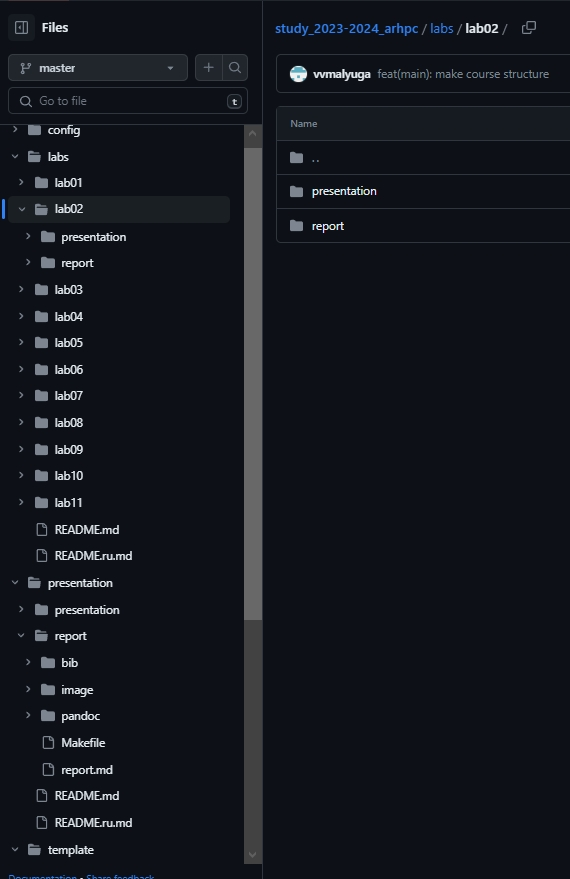 Files
master
Go to file
t
config
labs
lab01
lab02
presentation
report
lab03
lab04
lab05
lab06
lab07
lab08
lab09
lab10
lab11
README.md
README.ru.md
presentation
presentation
report
bib
image
pandoc
Makefile
report.md
README.md
README.ru.md
template
Documentation • Share feedback
study_2023-2024_arhpc / labs / lab02 /
vvmalyuga feat(main): make course structure
Name
..
presentation
report